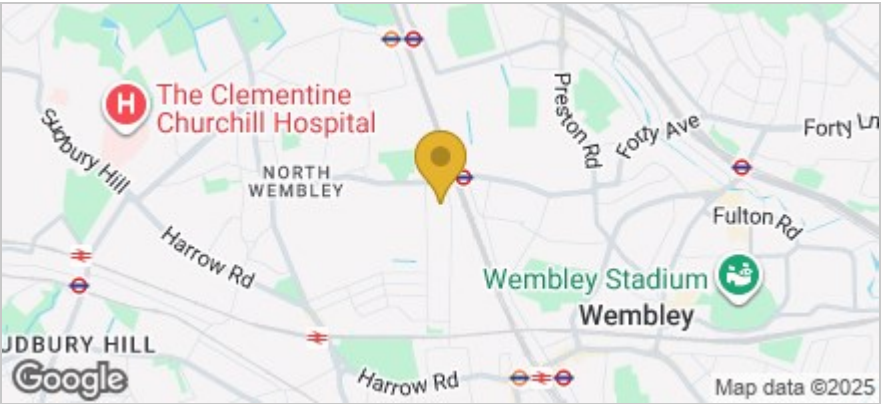 The Clementine
Churchill Hospital
Sudbury Hill
Preston Rd
Forty Ave
Forty Ln
NORTH
WEMBLEY
Harrow Rd
Fulton Rd
Wembley Stadium
Wembley
UDBURY HILL
Harrow Rd
Google
Map data ©2025
H